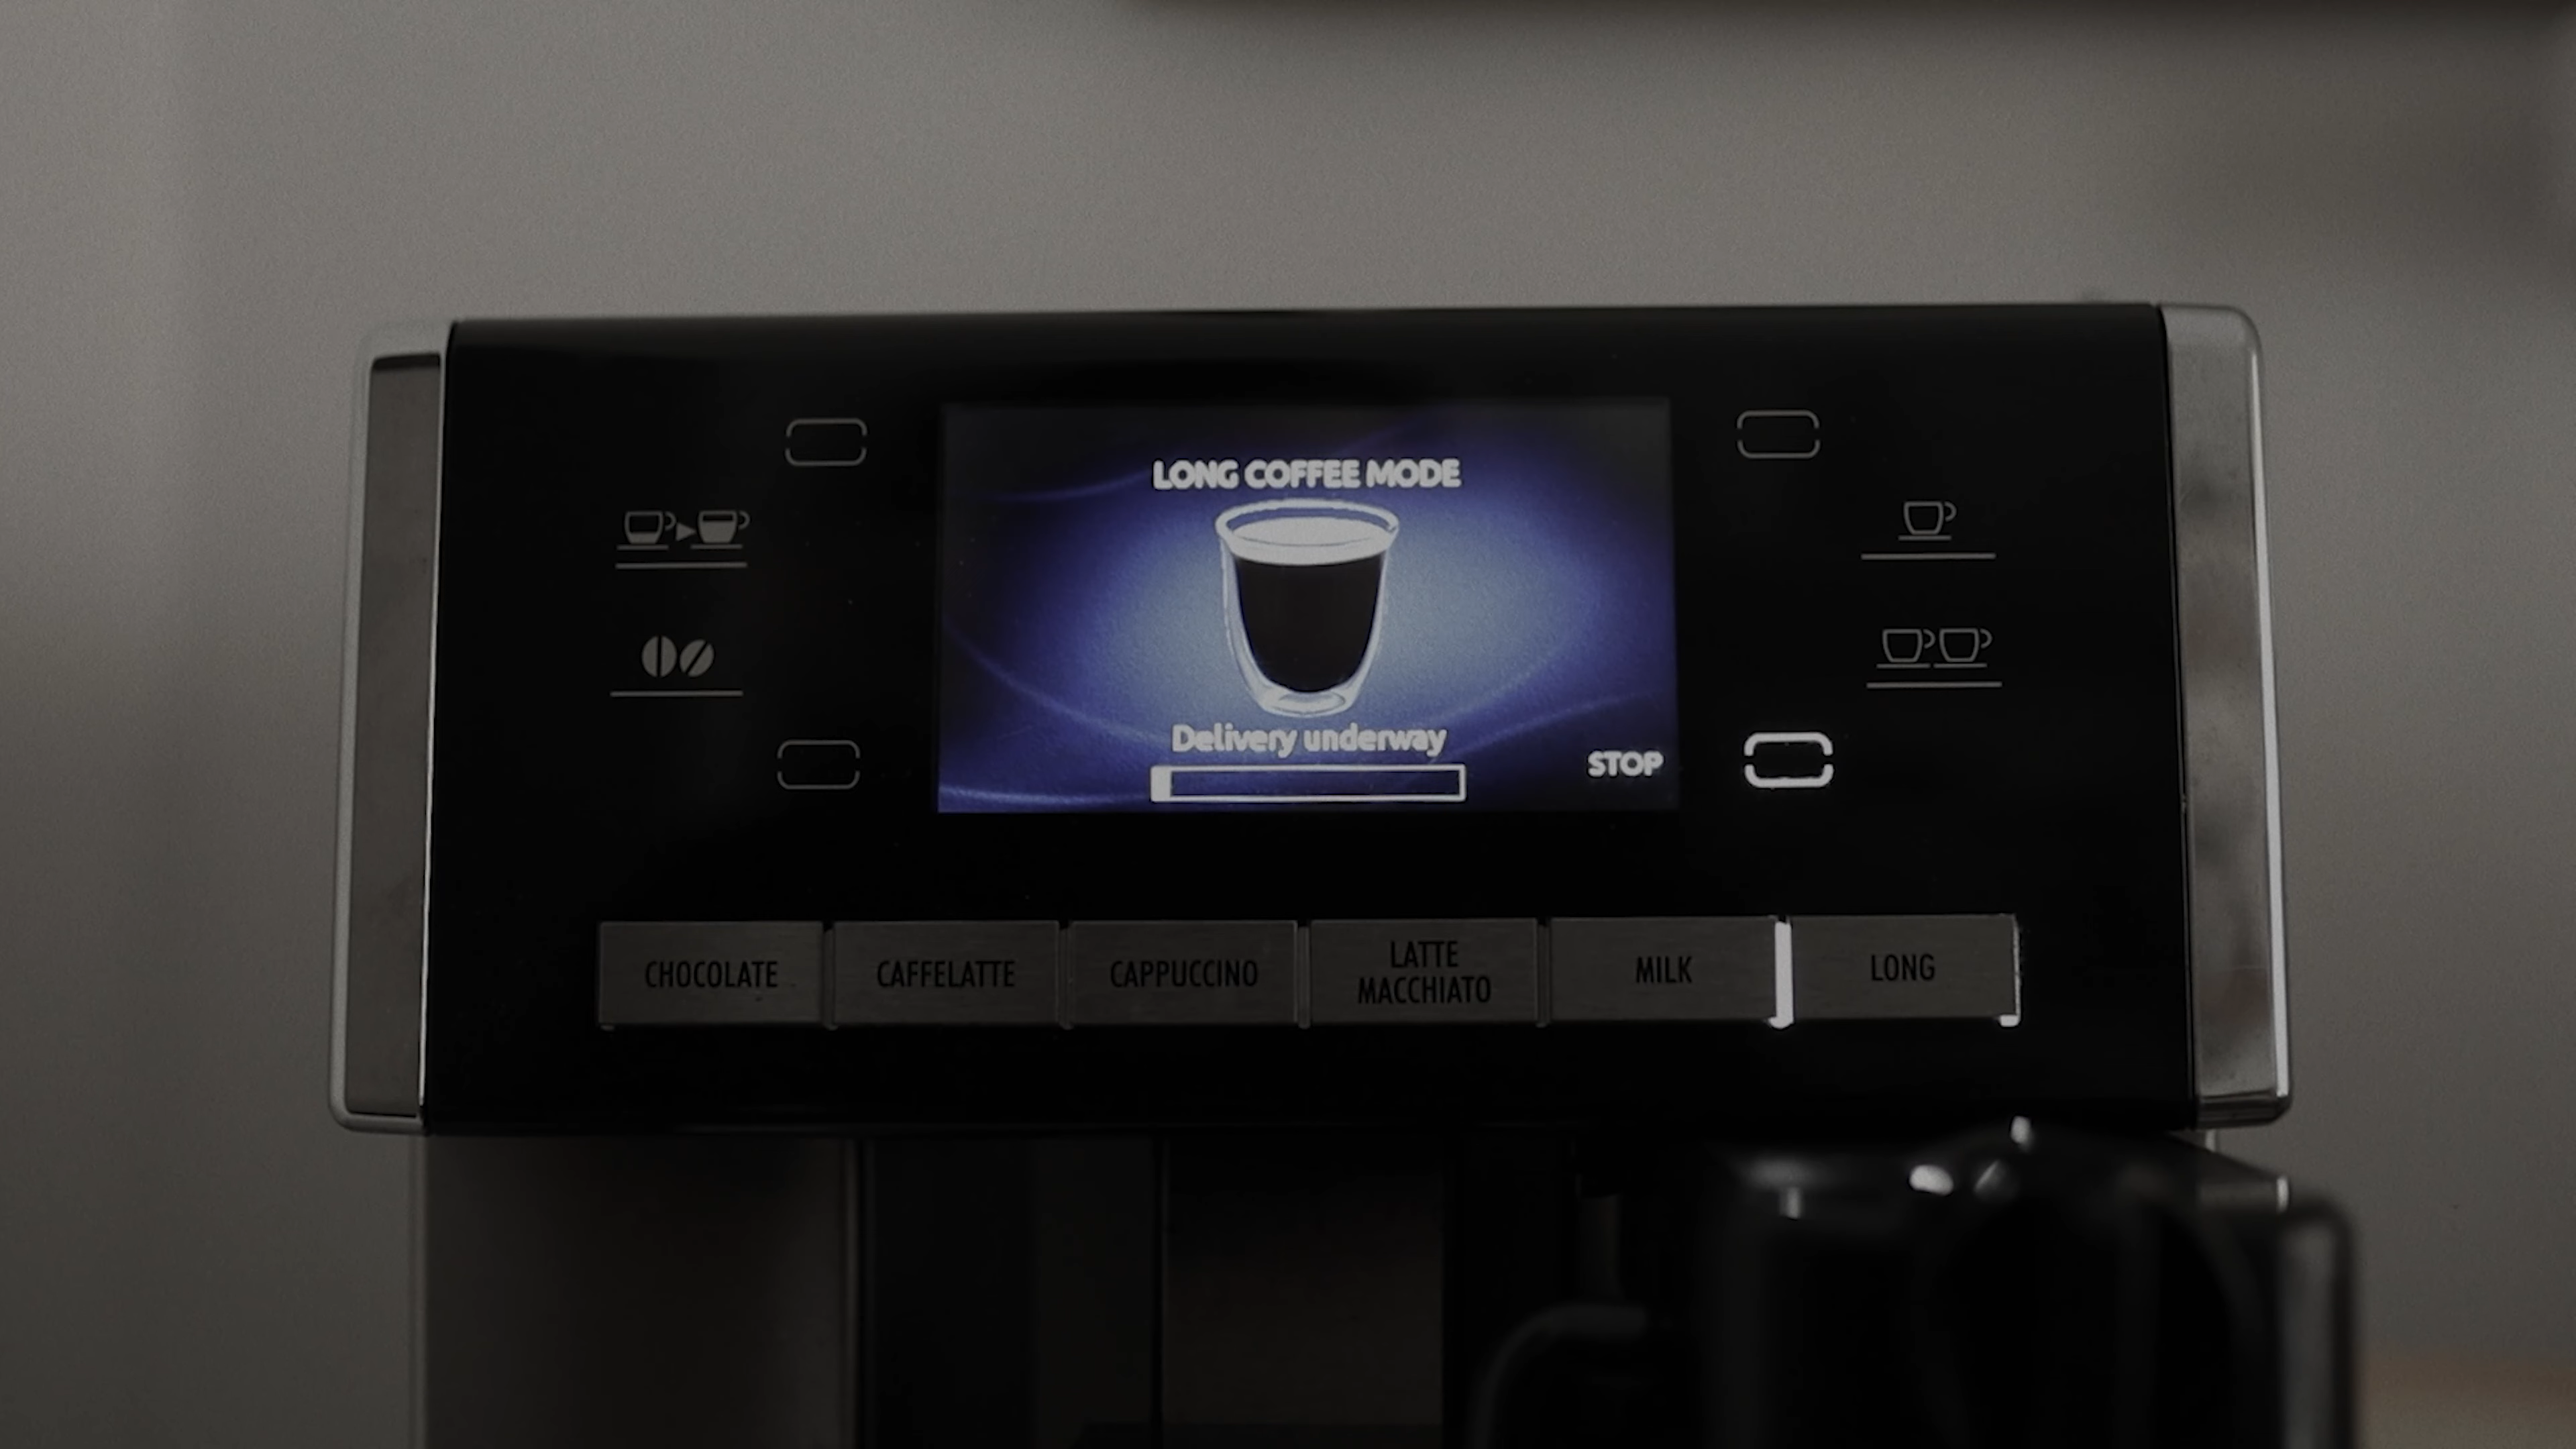 LONG COFFEE MODE
Delivery underway
STOP
CHOCOLATE
CAFFELATTE
CAPPUCCINO
LATTE
MACCHIATO
MILK
LONG